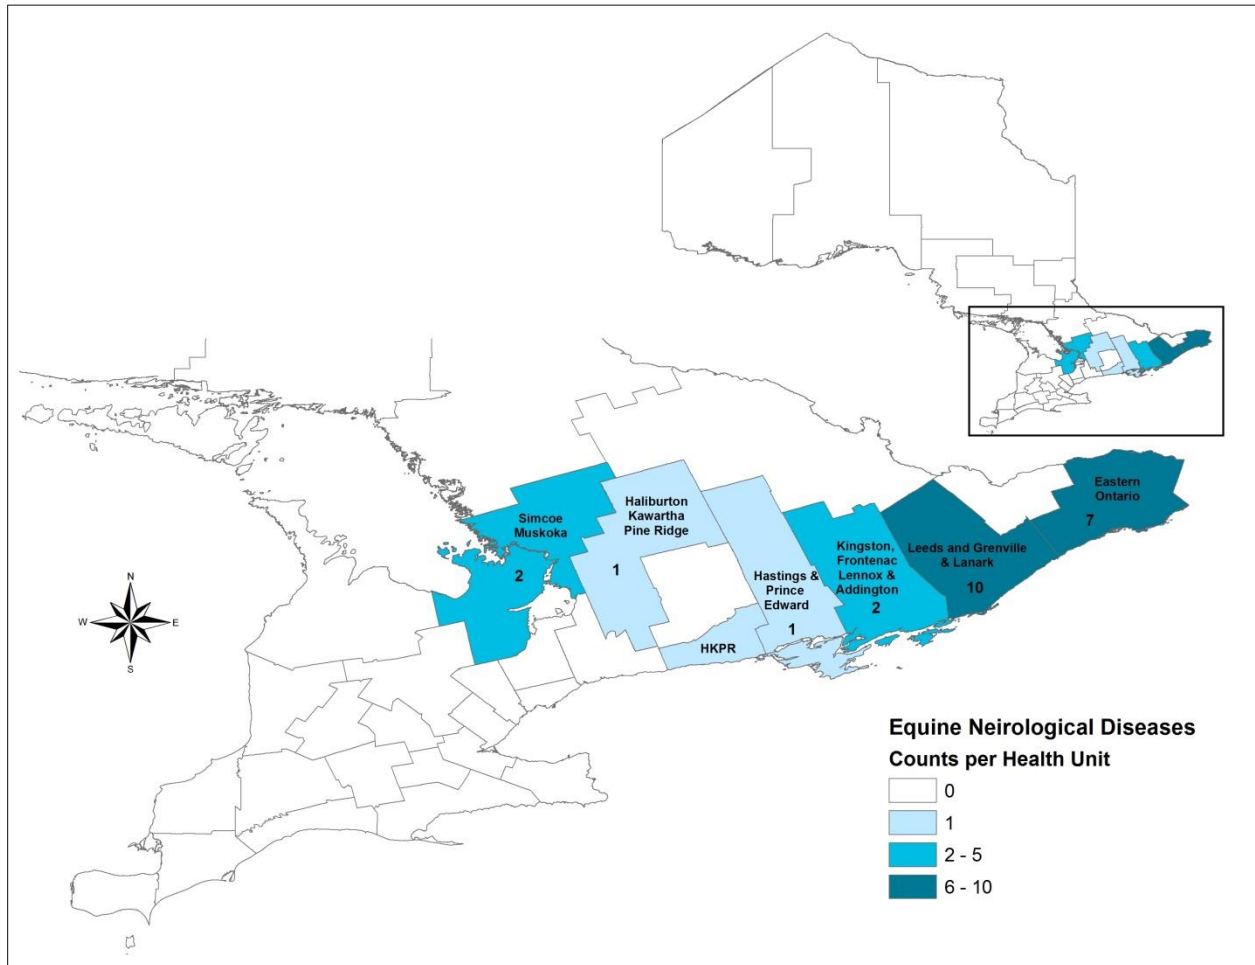 Simcoe
Muskoka
2
Haliburton
Kawartha
Pine Ridge
1
HKPR
Hastings &
Prince
Edward
1
Kingston,
Frontenac
Lennox &
Addington
2
Leeds and Grenville
& Lanark
10
Eastern
Ontario
7
N
W
E
S
Equine Neirological Diseases
Counts per Health Unit
0
1
2 - 5
6 - 10